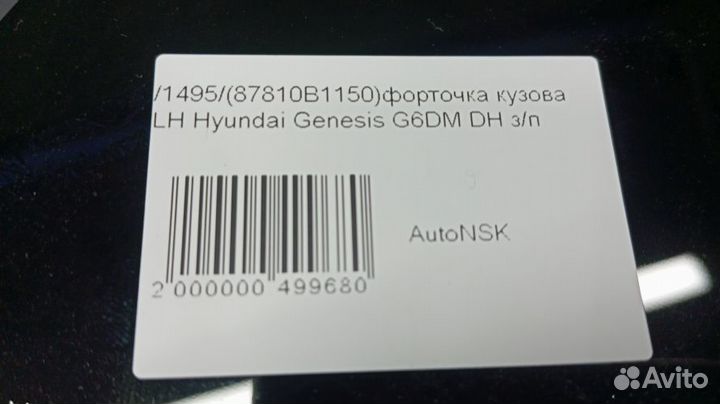 /1495/(87810B1150)форточка кузова
LH Hyundai Genesis G6DM DH з/п
AutoNSK
2 000000 499680
Avito